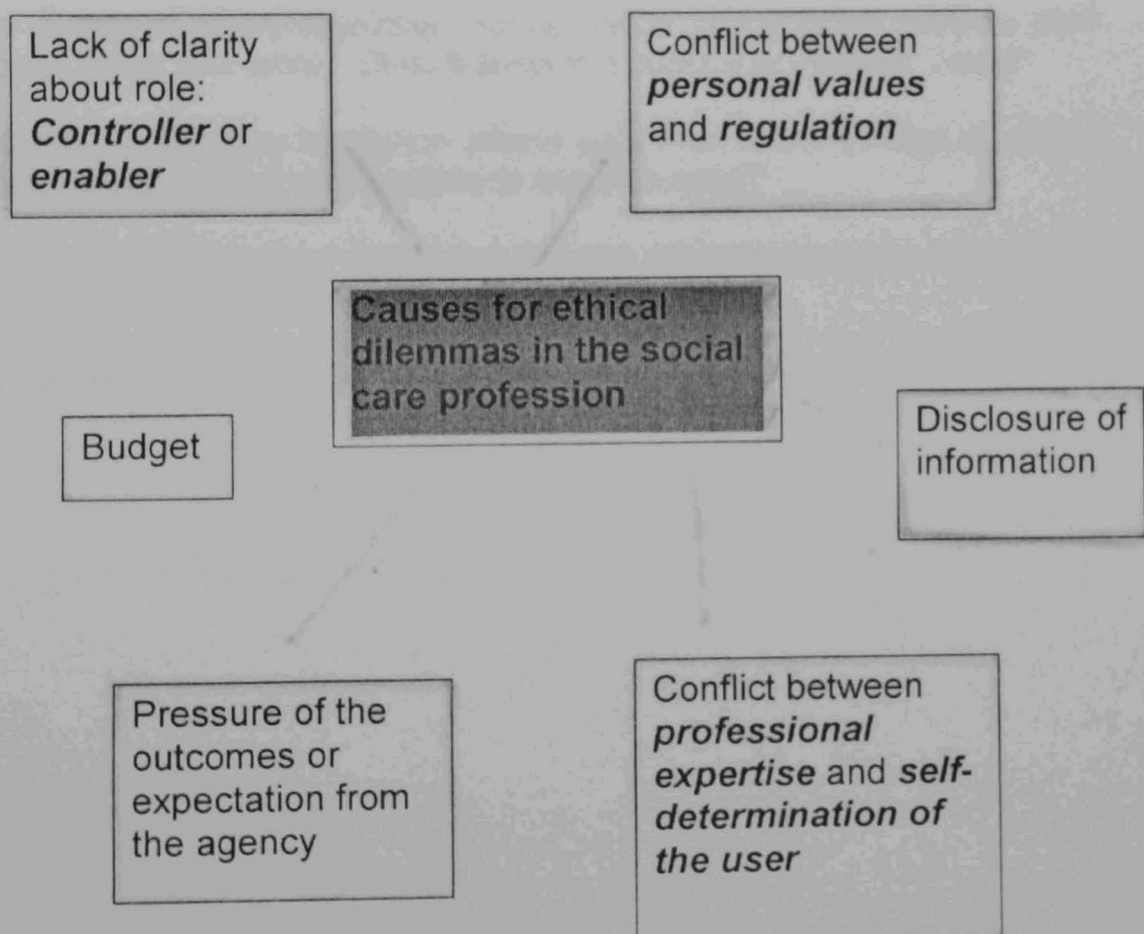 Lack of clarity
about role:
Controller or
enabler
Conflict between
personal values
and regulation
Causes for ethical
dilemmas in the social
care profession
Budget
Disclosure of
information
Pressure of the
outcomes or
expectation from
the agency
Conflict between
professional
expertise and self-
determination of
the user